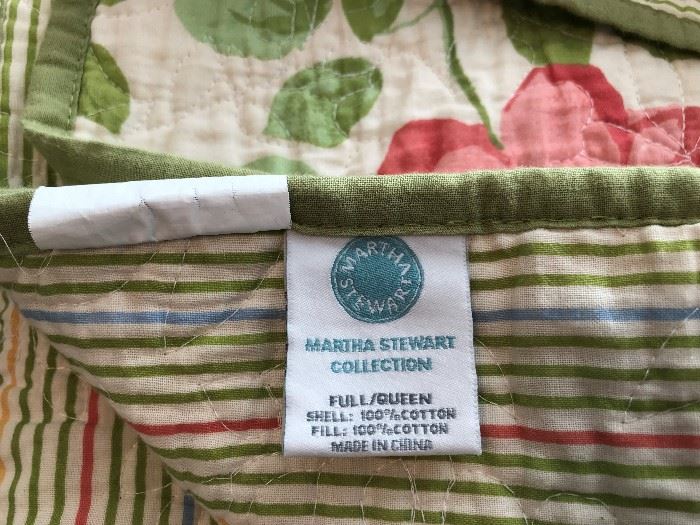 MARTHA
STEWART
MARTHA STEWART
COLLECTION
FULL/QUEEN
SHELL: 100%COTTON
FILL: 100%COTTON
MADE IN CHINA